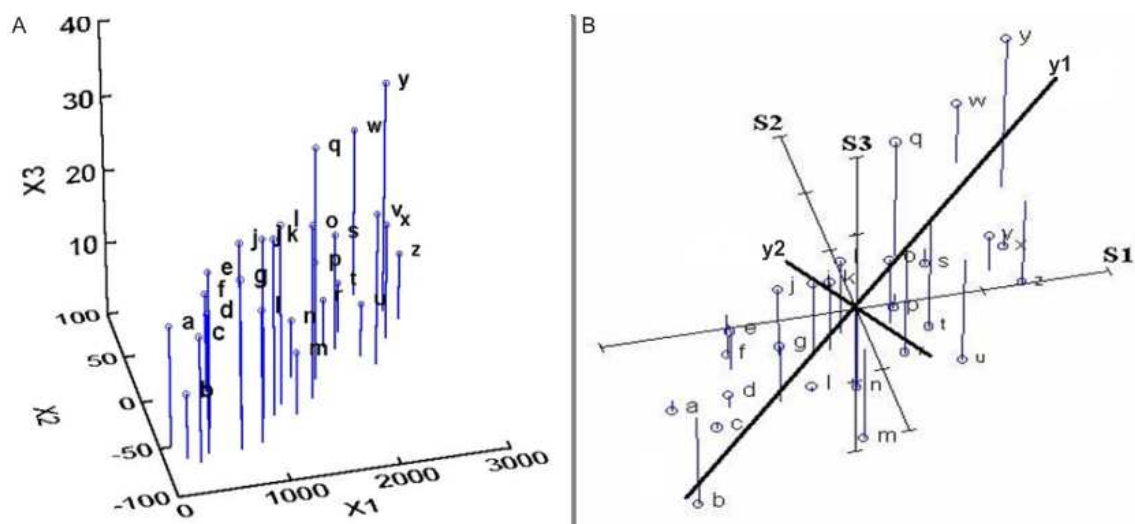 A
40
30
20
10
100
50
0
-50
-100
X3
X2
0
1000
2000
3000
X1
y
w
q
v x
l
o
s
j
j
k
z
e
g
p
f
t
d
r
u
a
c
l
n
m
b
B
y
y1
w
S2
S3
q
y2
o
s
v
x
S1
j
i
k
z
p
e
t
f
g
r
u
d
l
n
a
c
m
b